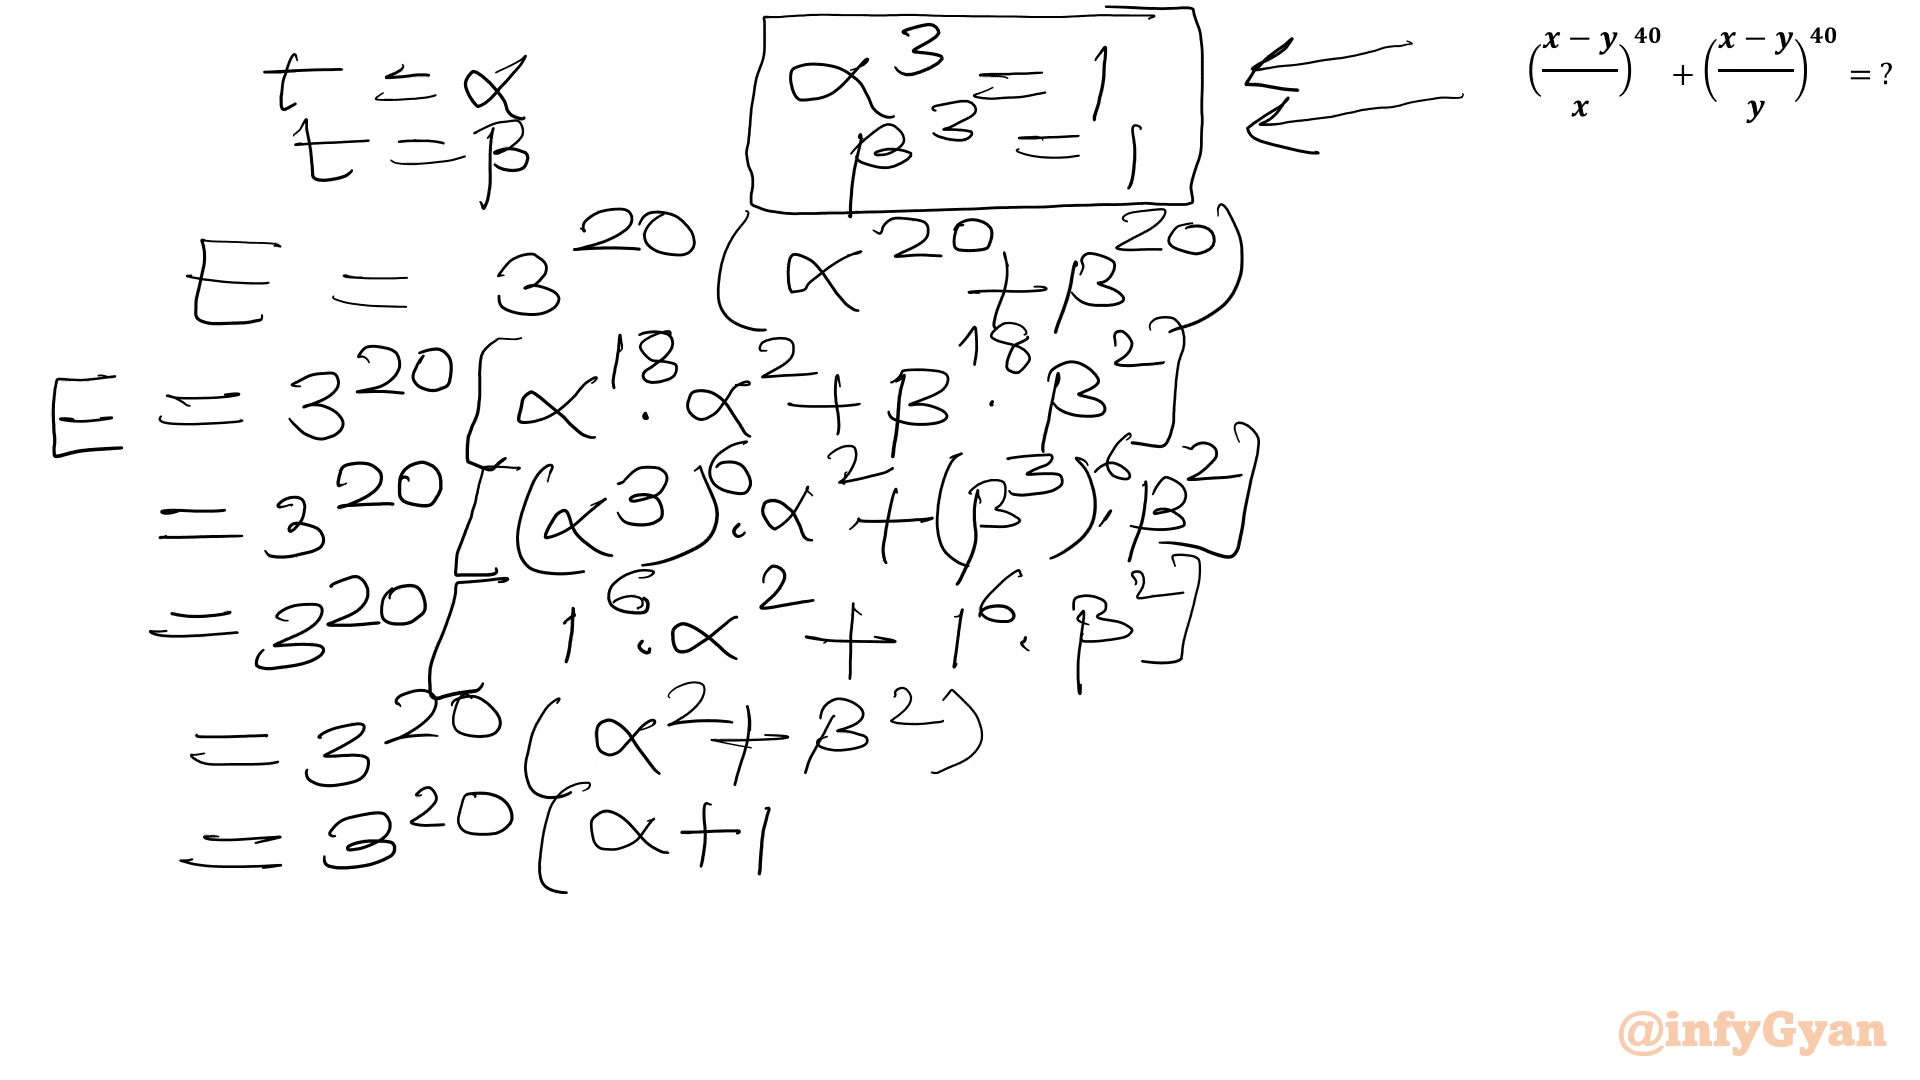 t = α
t = β
α³ = 1
β³ = 1
((x − y)/x)⁴⁰ + ((x − y)/y)⁴⁰ = ?
E = 3²⁰ (α²⁰ + β²⁰)
E = 3²⁰ [α¹⁸ · α² + β¹⁸ · β²]
= 3²⁰ [(α³)⁶ · α² + (β³)⁶ · β²]
= 3²⁰ [1⁶ · α² + 1⁶ · β²]
= 3²⁰ (α² + β²)
= 3²⁰ (α + 1
@infyGyan